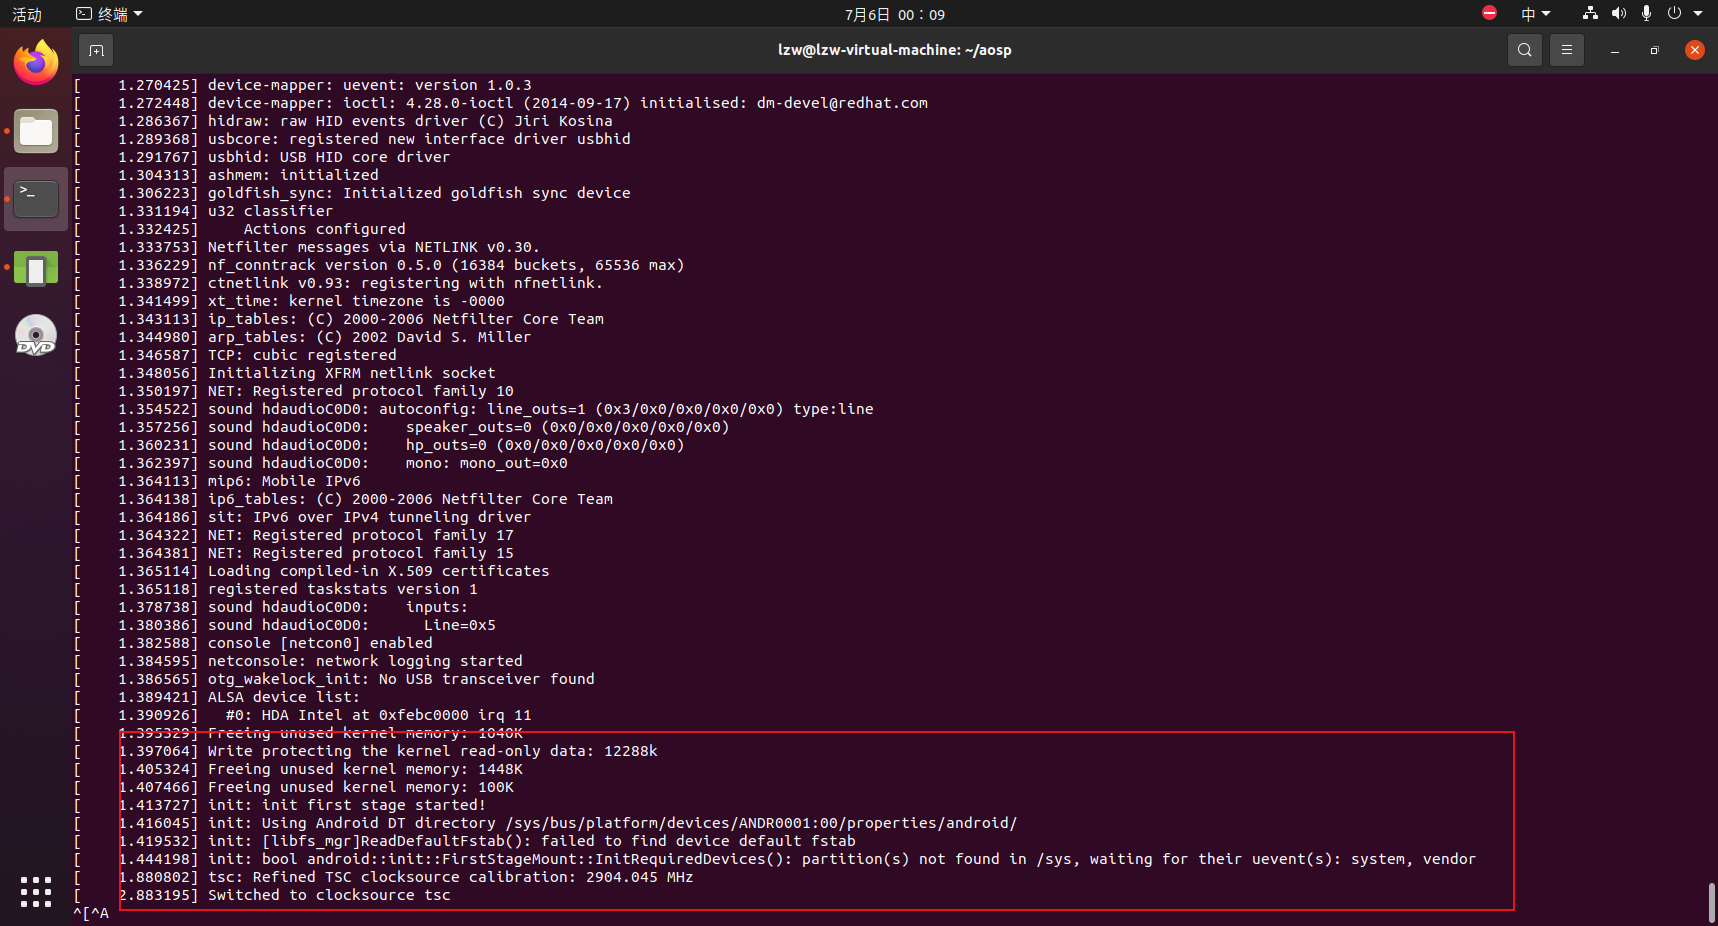 活动
终端
7月6日 00：09
中
lzw@lzw-virtual-machine: ~/aosp
[    1.270425] device-mapper: uevent: version 1.0.3
[    1.272448] device-mapper: ioctl: 4.28.0-ioctl (2014-09-17) initialised: dm-devel@redhat.com
[    1.286367] hidraw: raw HID events driver (C) Jiri Kosina
[    1.289368] usbcore: registered new interface driver usbhid
[    1.291767] usbhid: USB HID core driver
[    1.304313] ashmem: initialized
[    1.306223] goldfish_sync: Initialized goldfish sync device
[    1.331194] u32 classifier
[    1.332425]     Actions configured
[    1.333753] Netfilter messages via NETLINK v0.30.
[    1.336229] nf_conntrack version 0.5.0 (16384 buckets, 65536 max)
[    1.338972] ctnetlink v0.93: registering with nfnetlink.
[    1.341499] xt_time: kernel timezone is -0000
[    1.343113] ip_tables: (C) 2000-2006 Netfilter Core Team
[    1.344980] arp_tables: (C) 2002 David S. Miller
[    1.346587] TCP: cubic registered
[    1.348056] Initializing XFRM netlink socket
[    1.350197] NET: Registered protocol family 10
[    1.354522] sound hdaudioC0D0: autoconfig: line_outs=1 (0x3/0x0/0x0/0x0/0x0) type:line
[    1.357256] sound hdaudioC0D0:    speaker_outs=0 (0x0/0x0/0x0/0x0/0x0)
[    1.360231] sound hdaudioC0D0:    hp_outs=0 (0x0/0x0/0x0/0x0/0x0)
[    1.362397] sound hdaudioC0D0:    mono: mono_out=0x0
[    1.364113] mip6: Mobile IPv6
[    1.364138] ip6_tables: (C) 2000-2006 Netfilter Core Team
[    1.364186] sit: IPv6 over IPv4 tunneling driver
[    1.364322] NET: Registered protocol family 17
[    1.364381] NET: Registered protocol family 15
[    1.365114] Loading compiled-in X.509 certificates
[    1.365118] registered taskstats version 1
[    1.378738] sound hdaudioC0D0:    inputs:
[    1.380386] sound hdaudioC0D0:      Line=0x5
[    1.382588] console [netcon0] enabled
[    1.384595] netconsole: network logging started
[    1.386565] otg_wakelock_init: No USB transceiver found
[    1.389421] ALSA device list:
[    1.390926]   #0: HDA Intel at 0xfebc0000 irq 11
[    1.395329] Freeing unused kernel memory: 1040K
[    1.397064] Write protecting the kernel read-only data: 12288k
[    1.405324] Freeing unused kernel memory: 1448K
[    1.407466] Freeing unused kernel memory: 100K
[    1.413727] init: init first stage started!
[    1.416045] init: Using Android DT directory /sys/bus/platform/devices/ANDR0001:00/properties/android/
[    1.419532] init: [libfs_mgr]ReadDefaultFstab(): failed to find device default fstab
[    1.444198] init: bool android::init::FirstStageMount::InitRequiredDevices(): partition(s) not found in /sys, waiting for their uevent(s): system, vendor
[    1.880802] tsc: Refined TSC clocksource calibration: 2904.045 MHz
[    2.883195] Switched to clocksource tsc
^[^A
>_
DVD